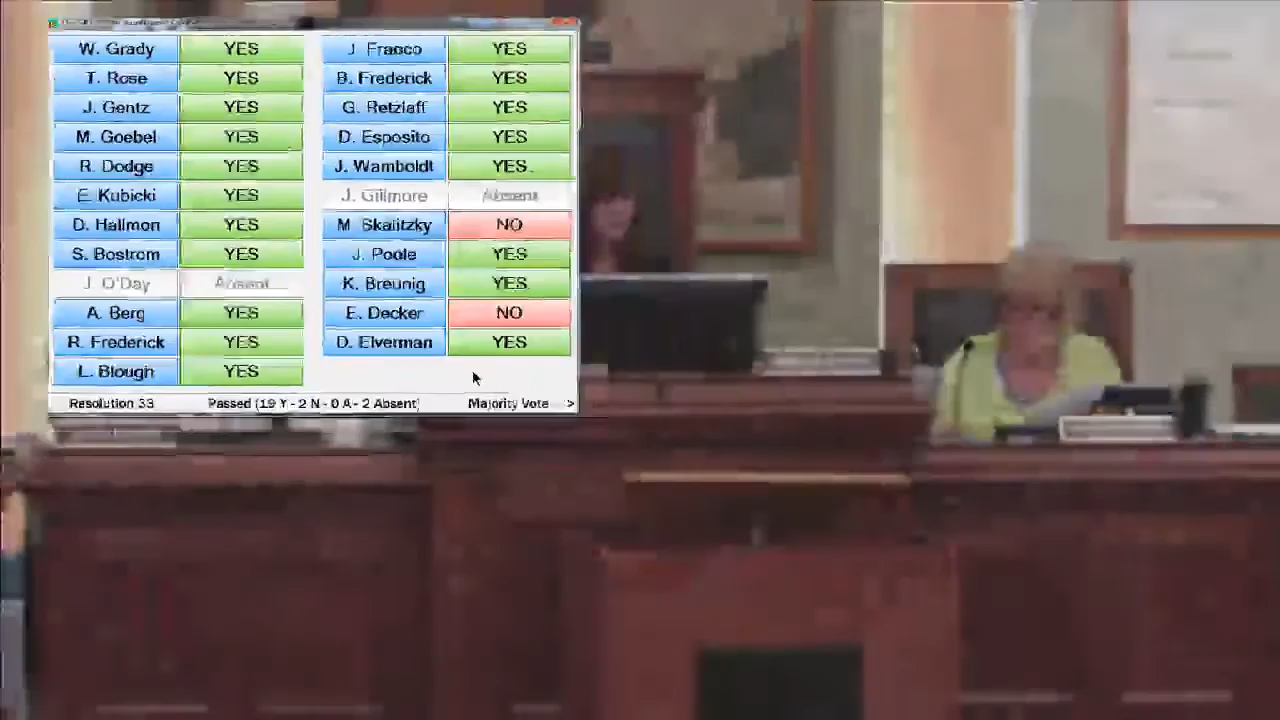 W. Grady YES J. Franco YES
T. Rose YES B. Frederick YES
J. Gentz YES G. Retzlaff YES
M. Goebel YES D. Esposito YES
R. Dodge YES J. Wamboldt YES
E. Kubicki YES J. Gillmore Absent
D. Hallmon YES M Skalitzky NO
S. Bostrom YES J. Poole YES
J. O'Day Absent K. Breunig YES
A. Berg YES E. Decker NO
R. Frederick YES D. Elverman YES
L. Blough YES
Resolution 33 Passed (19 Y - 2 N - 0 A - 2 Absent) Majority Vote >